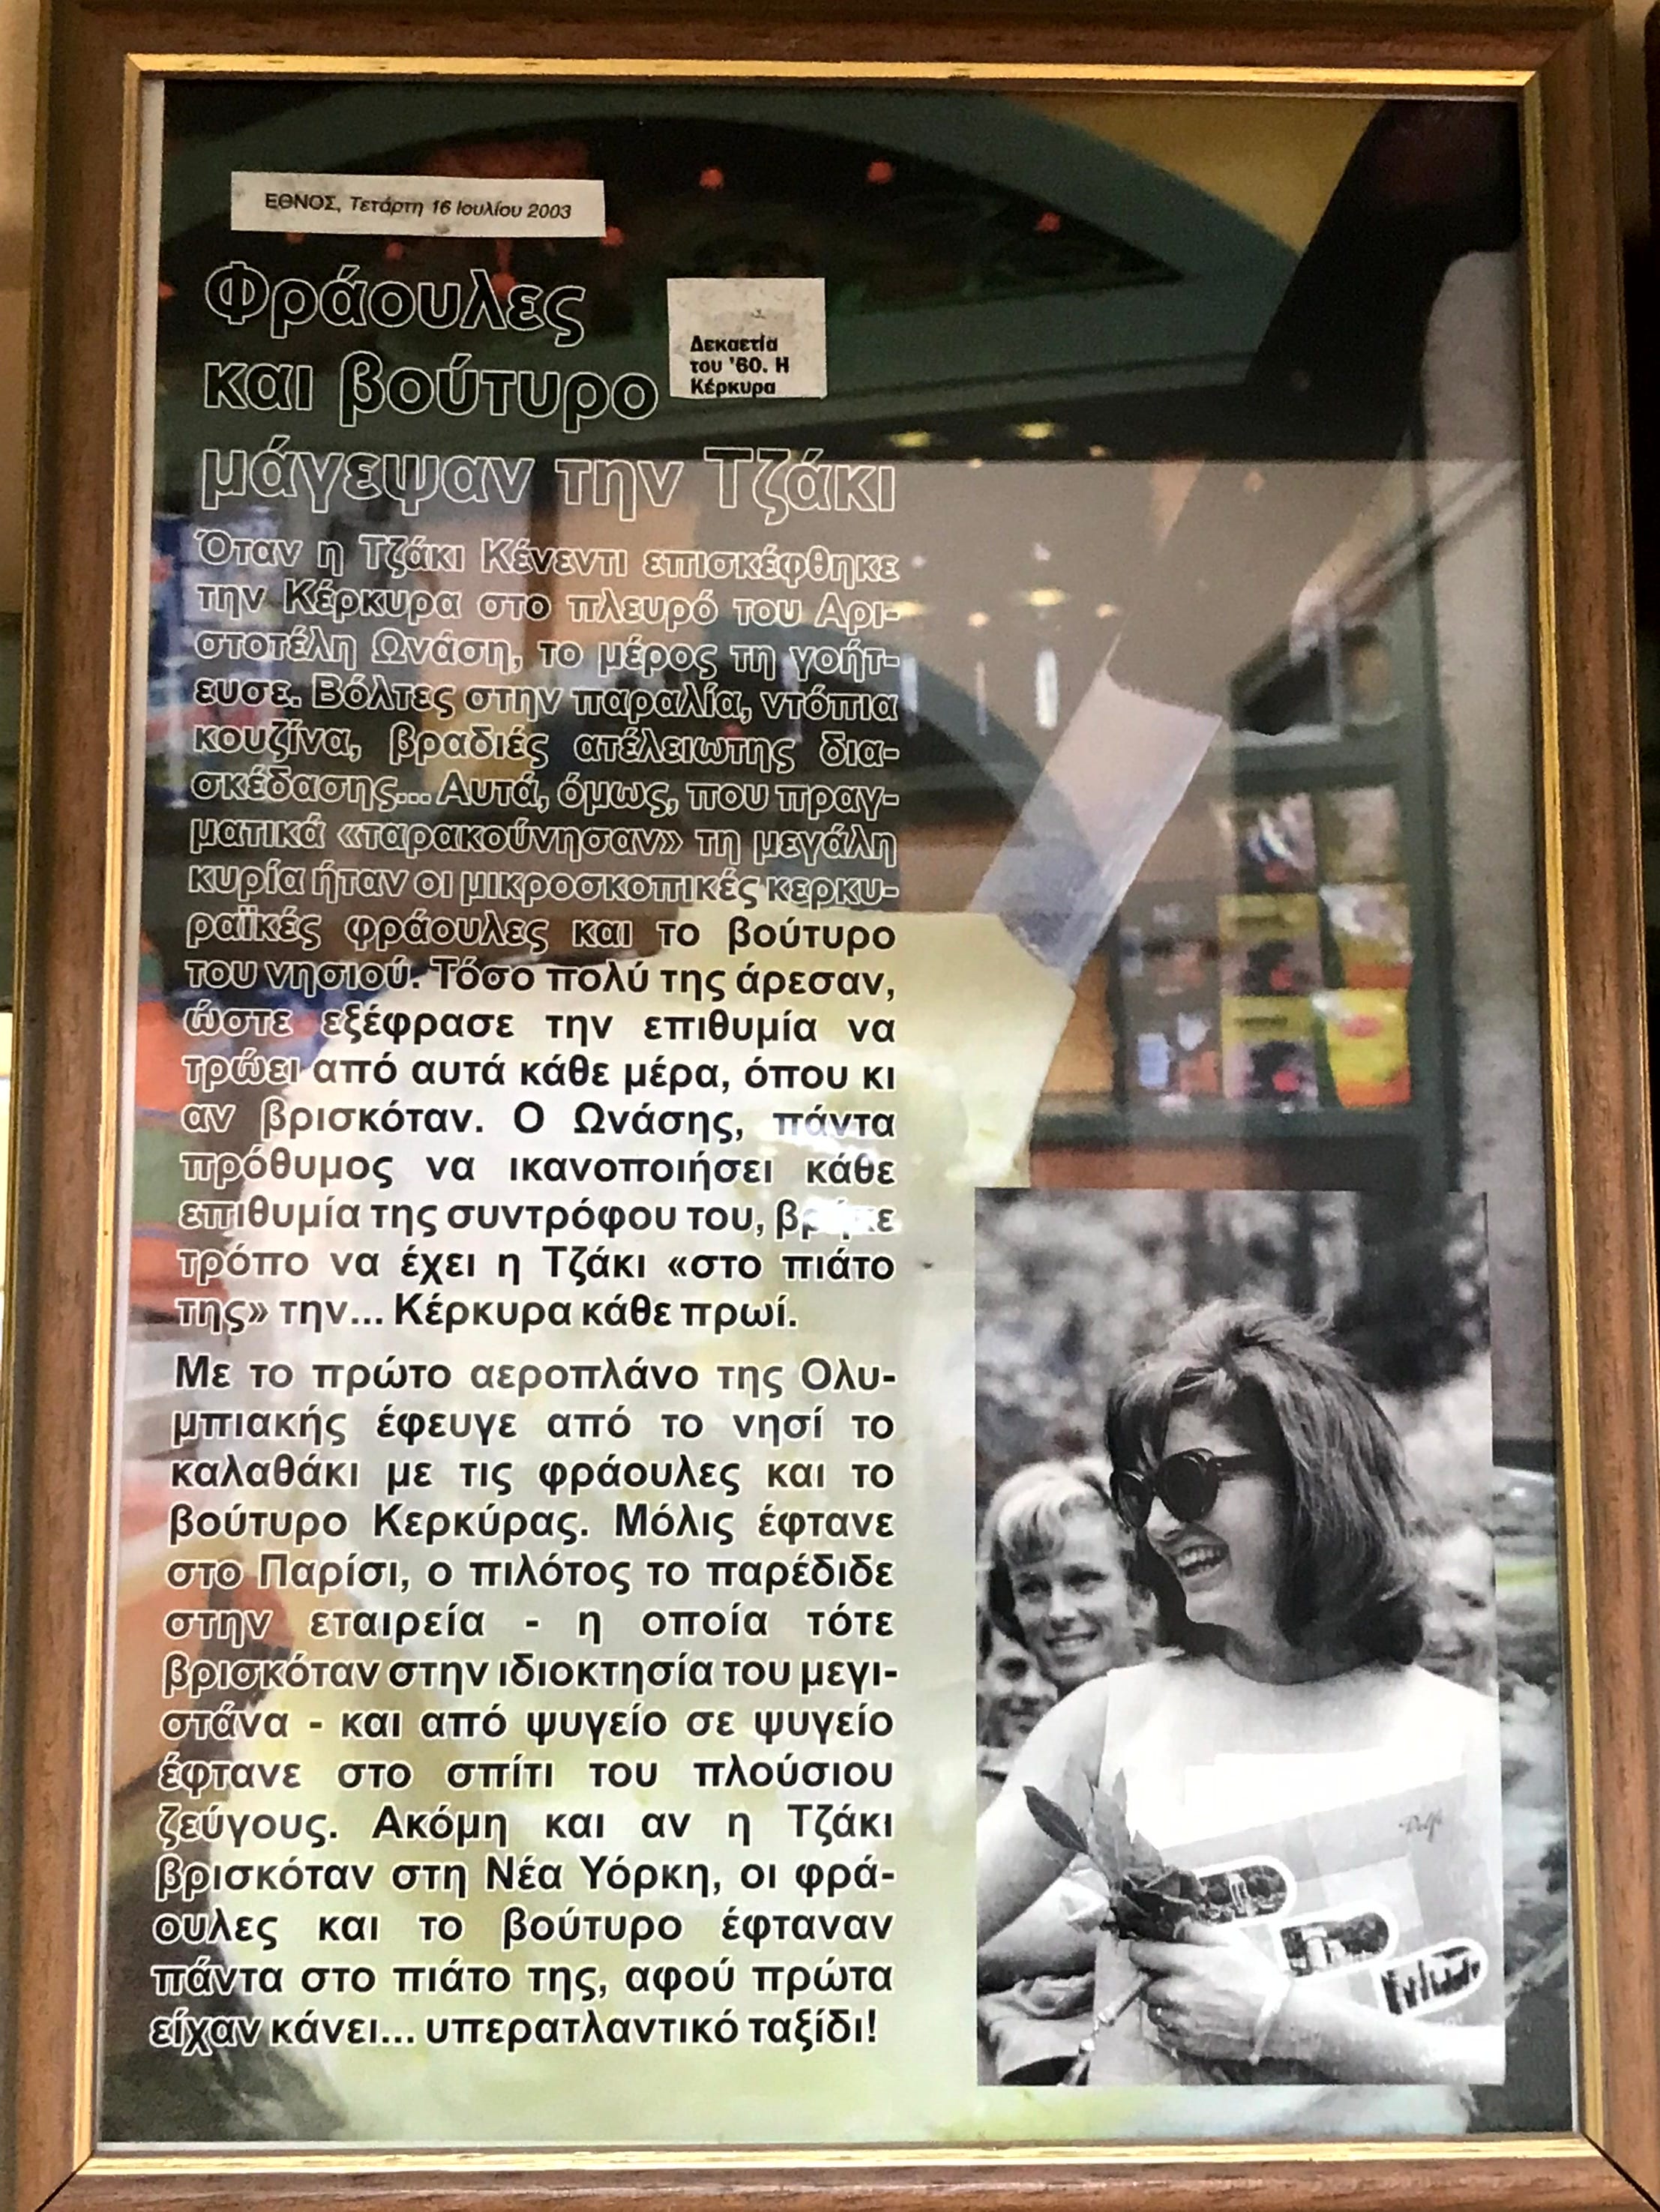 ΕΘΝΟΣ, Τετάρτη 16 Ιουλίου 2003
Φράουλες
και βούτυρο
μάγεψαν την Τζάκι
Δεκαετία
του '60. Η
Κέρκυρα
Όταν η Τζάκι Κένεντι επισκέφθηκε
την Κέρκυρα στο πλευρό του Αρι-
στοτέλη Ωνάση, το μέρος τη γοήτ-
ευσε. Βόλτες στην παραλία, ντόπια
κουζίνα, βραδιές ατέλειωτης δια-
σκέδασης... Αυτά, όμως, που πραγ-
ματικά «ταρακούνησαν» τη μεγάλη
κυρία ήταν οι μικροσκοπικές κερκυ-
ραϊκές φράουλες και το βούτυρο
του νησιού. Τόσο πολύ της άρεσαν,
ώστε εξέφρασε την επιθυμία να
τρώει από αυτά κάθε μέρα, όπου κι
αν βρισκόταν. Ο Ωνάσης, πάντα
πρόθυμος να ικανοποιήσει κάθε
επιθυμία της συντρόφου του,
τρόπο να έχει η Τζάκι «στο πιάτο
της» την... Κέρκυρα κάθε πρωί.
Με το πρώτο αεροπλάνο της Ολυ-
μπιακής έφευγε από το νησί το
καλαθάκι με τις φράουλες και το
βούτυρο Κερκύρας. Μόλις έφτανε
στο Παρίσι, ο πιλότος το παρέδιδε
στην εταιρεία - η οποία τότε
βρισκόταν στην ιδιοκτησία του μεγι-
στάνα - και από ψυγείο σε ψυγείο
έφτανε στο σπίτι του πλούσιου
ζεύγους. Ακόμη και αν η Τζάκι
βρισκόταν στη Νέα Υόρκη, οι φρά-
ουλες και το βούτυρο έφταναν
πάντα στο πιάτο της, αφού πρώτα
είχαν κάνει... υπερατλαντικό ταξίδι!